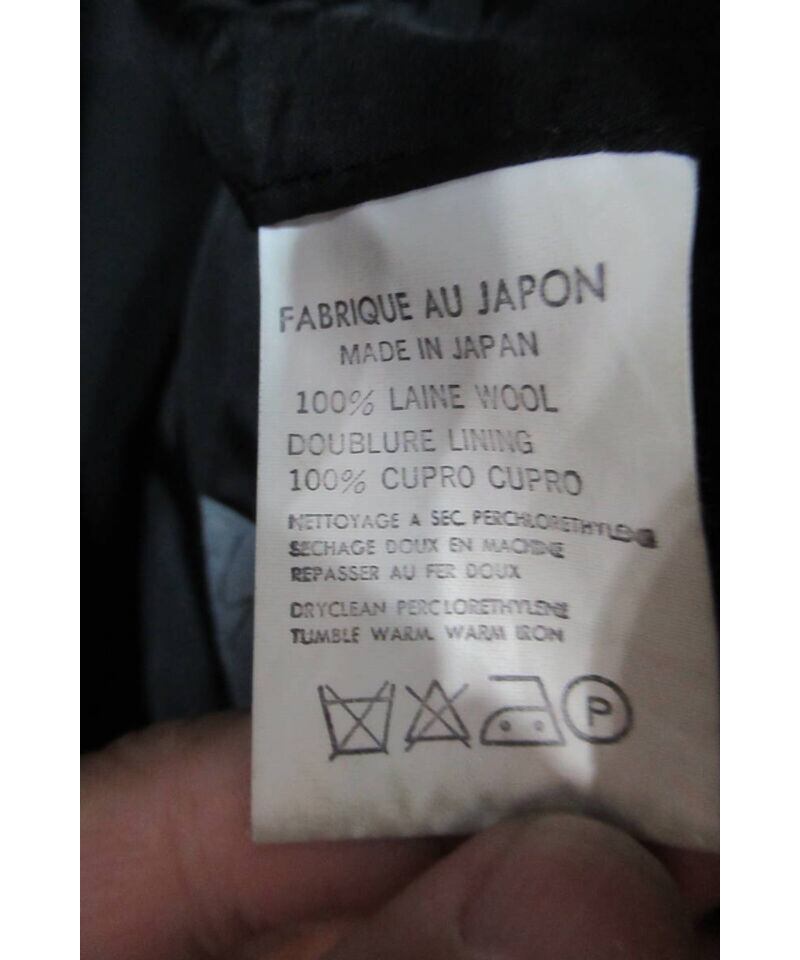 FABRIQUE AU JAPON
MADE IN JAPAN
100% LAINE WOOL
DOUBLURE LINING
100% CUPRO CUPRO
NETTOYAGE A SEC PERCHLORETHYLENE
SECHAGE DOUX EN MACHINE
REPASSER AU FER DOUX
DRYCLEAN PERCLORETHYLENE
TUMBLE WARM. WARM IRON
P